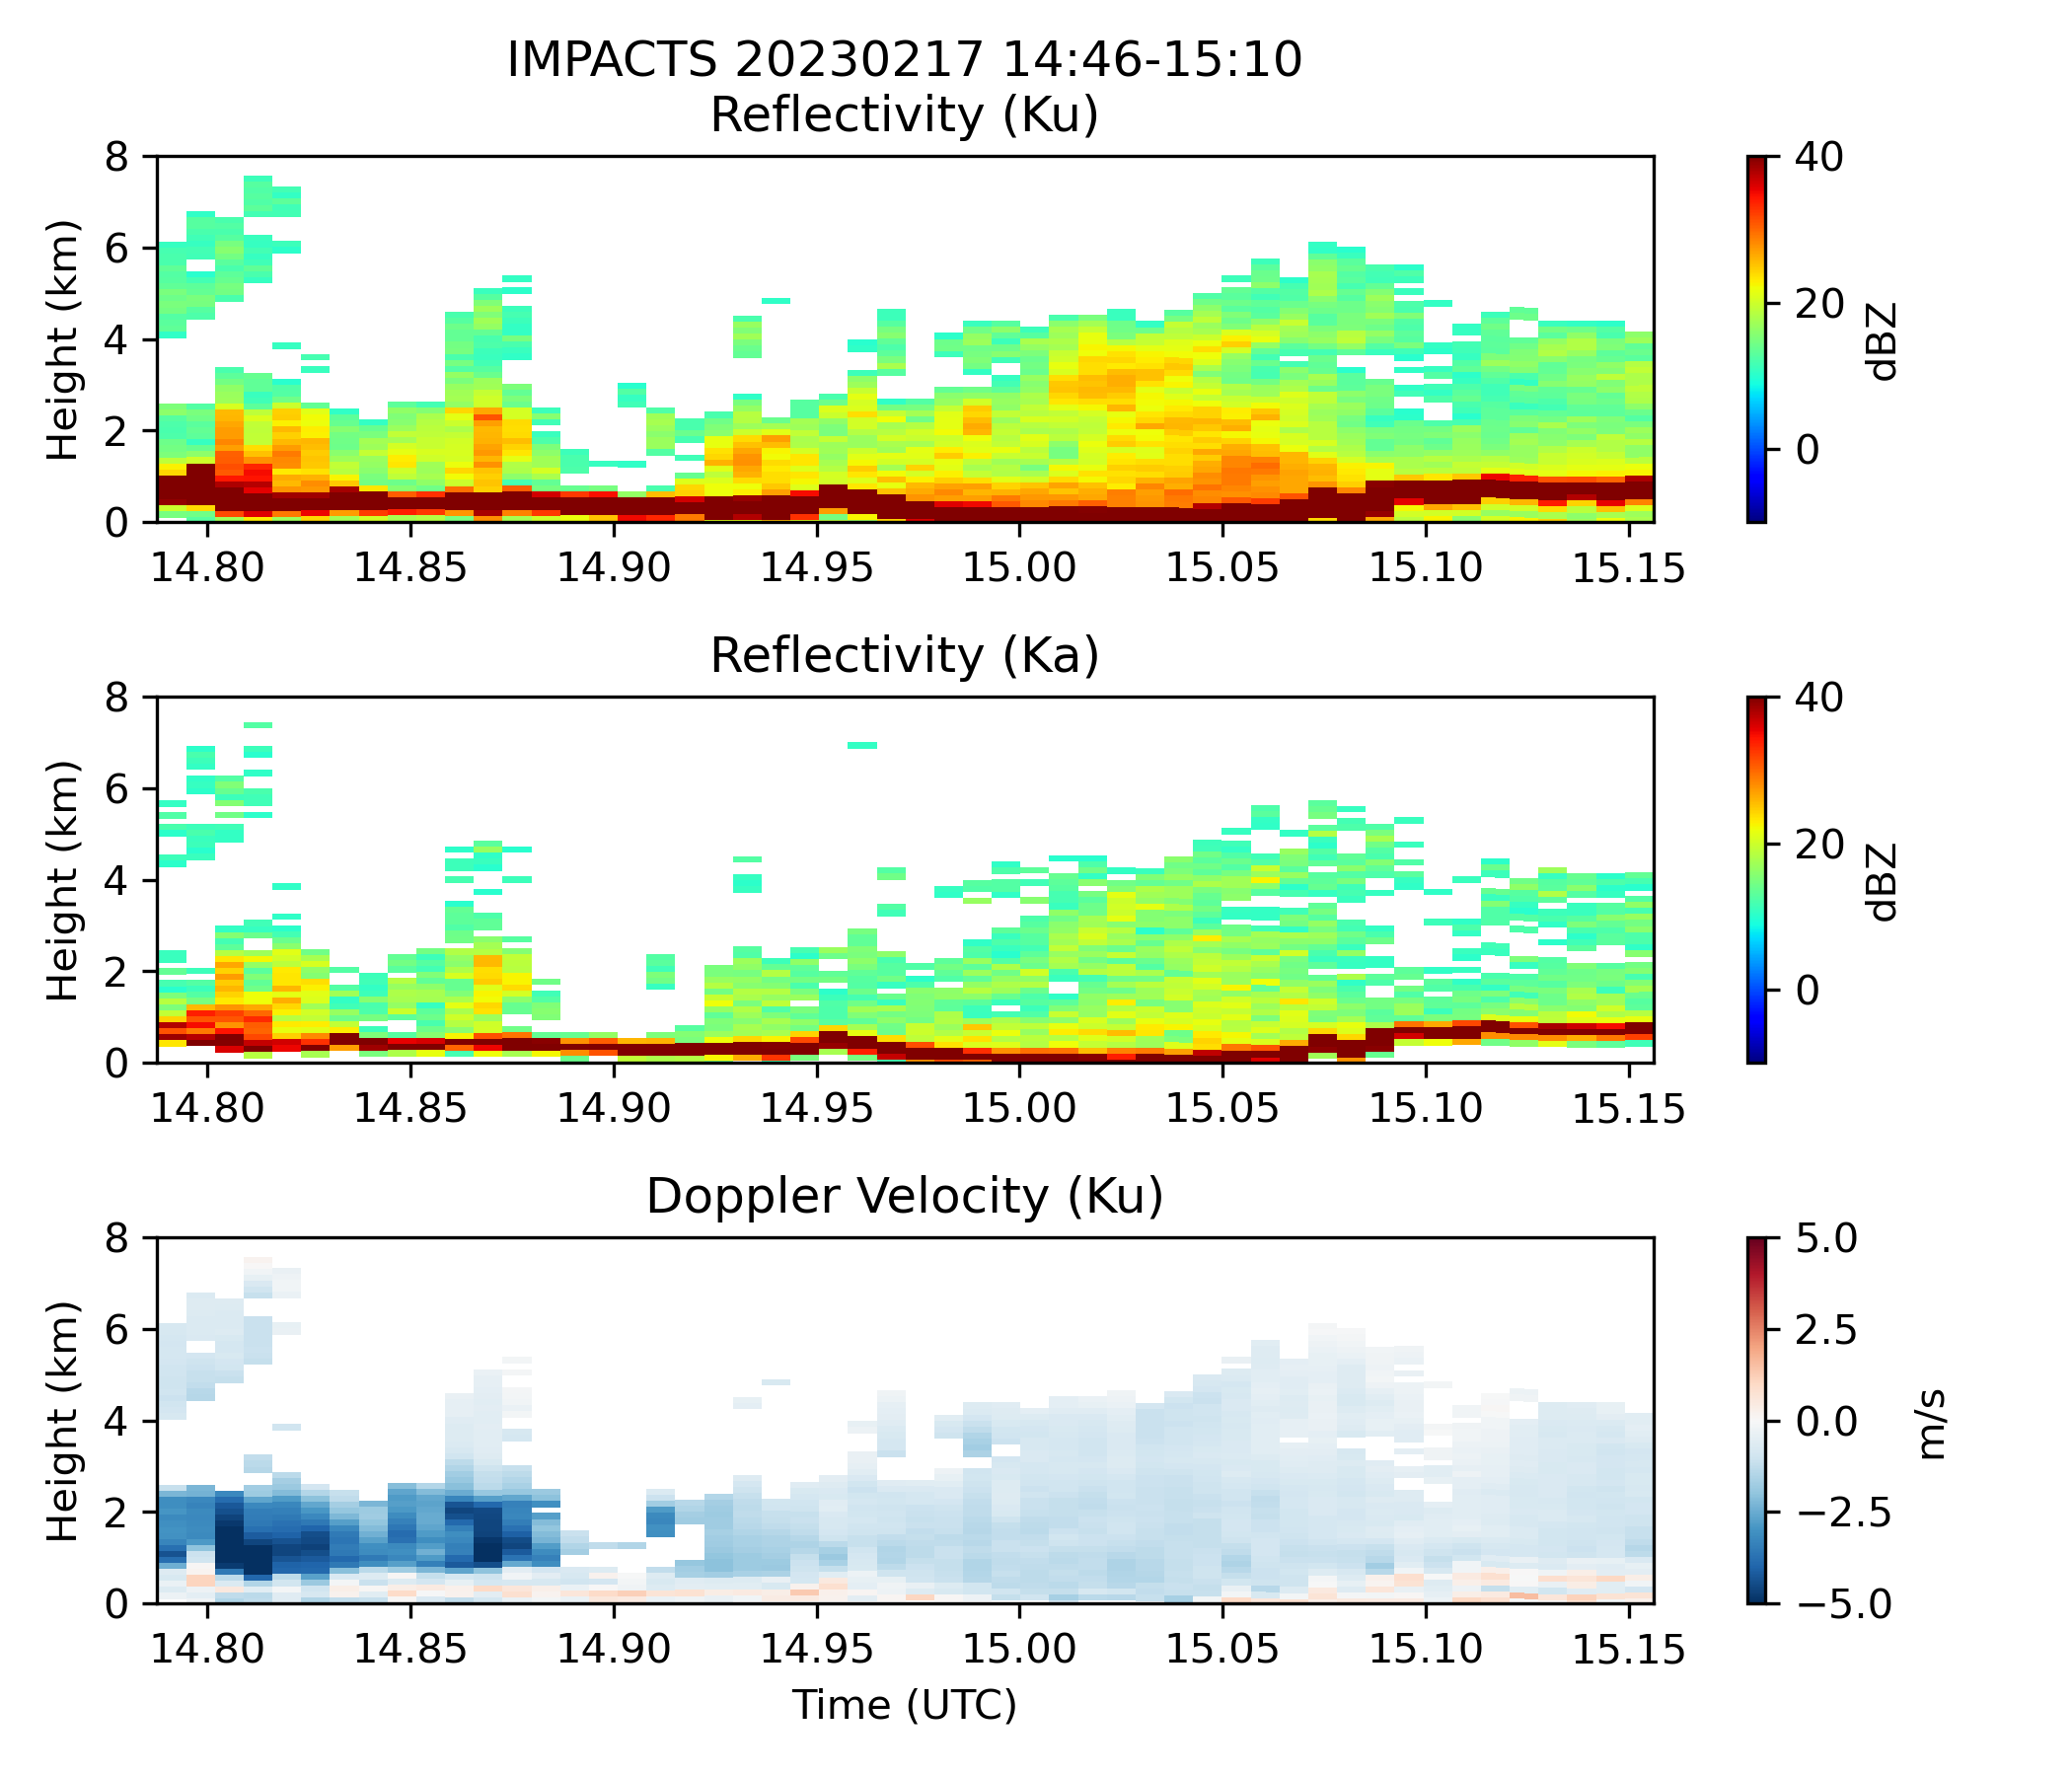 IMPACTS 20230217 14:46-15:10
Reflectivity (Ku)
8
6
4
2
0
Height (km)
14.80 14.85 14.90 14.95 15.00 15.05 15.10 15.15
40
20
0
dBZ
Reflectivity (Ka)
8
6
4
2
0
Height (km)
14.80 14.85 14.90 14.95 15.00 15.05 15.10 15.15
40
20
0
dBZ
Doppler Velocity (Ku)
8
6
4
2
0
Height (km)
14.80 14.85 14.90 14.95 15.00 15.05 15.10 15.15
Time (UTC)
5.0
2.5
0.0
−2.5
−5.0
m/s